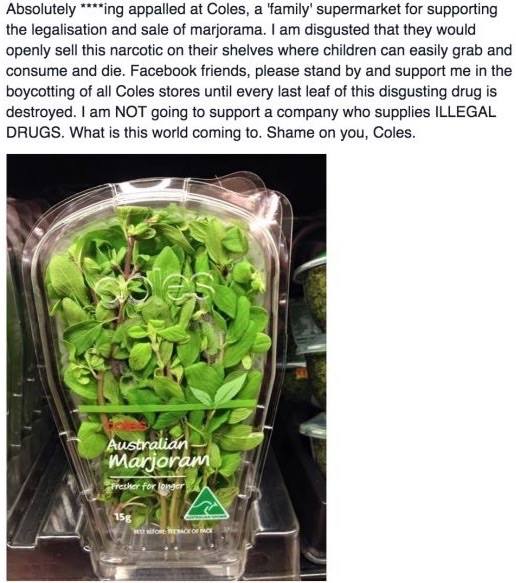 Absolutely ****ing appalled at Coles, a 'family' supermarket for supporting
the legalisation and sale of marjorama. I am disgusted that they would
openly sell this narcotic on their shelves where children can easily grab and
consume and die. Facebook friends, please stand by and support me in the
boycotting of all Coles stores until every last leaf of this disgusting drug is
destroyed. I am NOT going to support a company who supplies ILLEGAL
DRUGS. What is this world coming to. Shame on you, Coles.
coles
coles
Australian
Marjoram
Fresher for longer
15g
BEST BEFORE: SEE BACK OF PACK